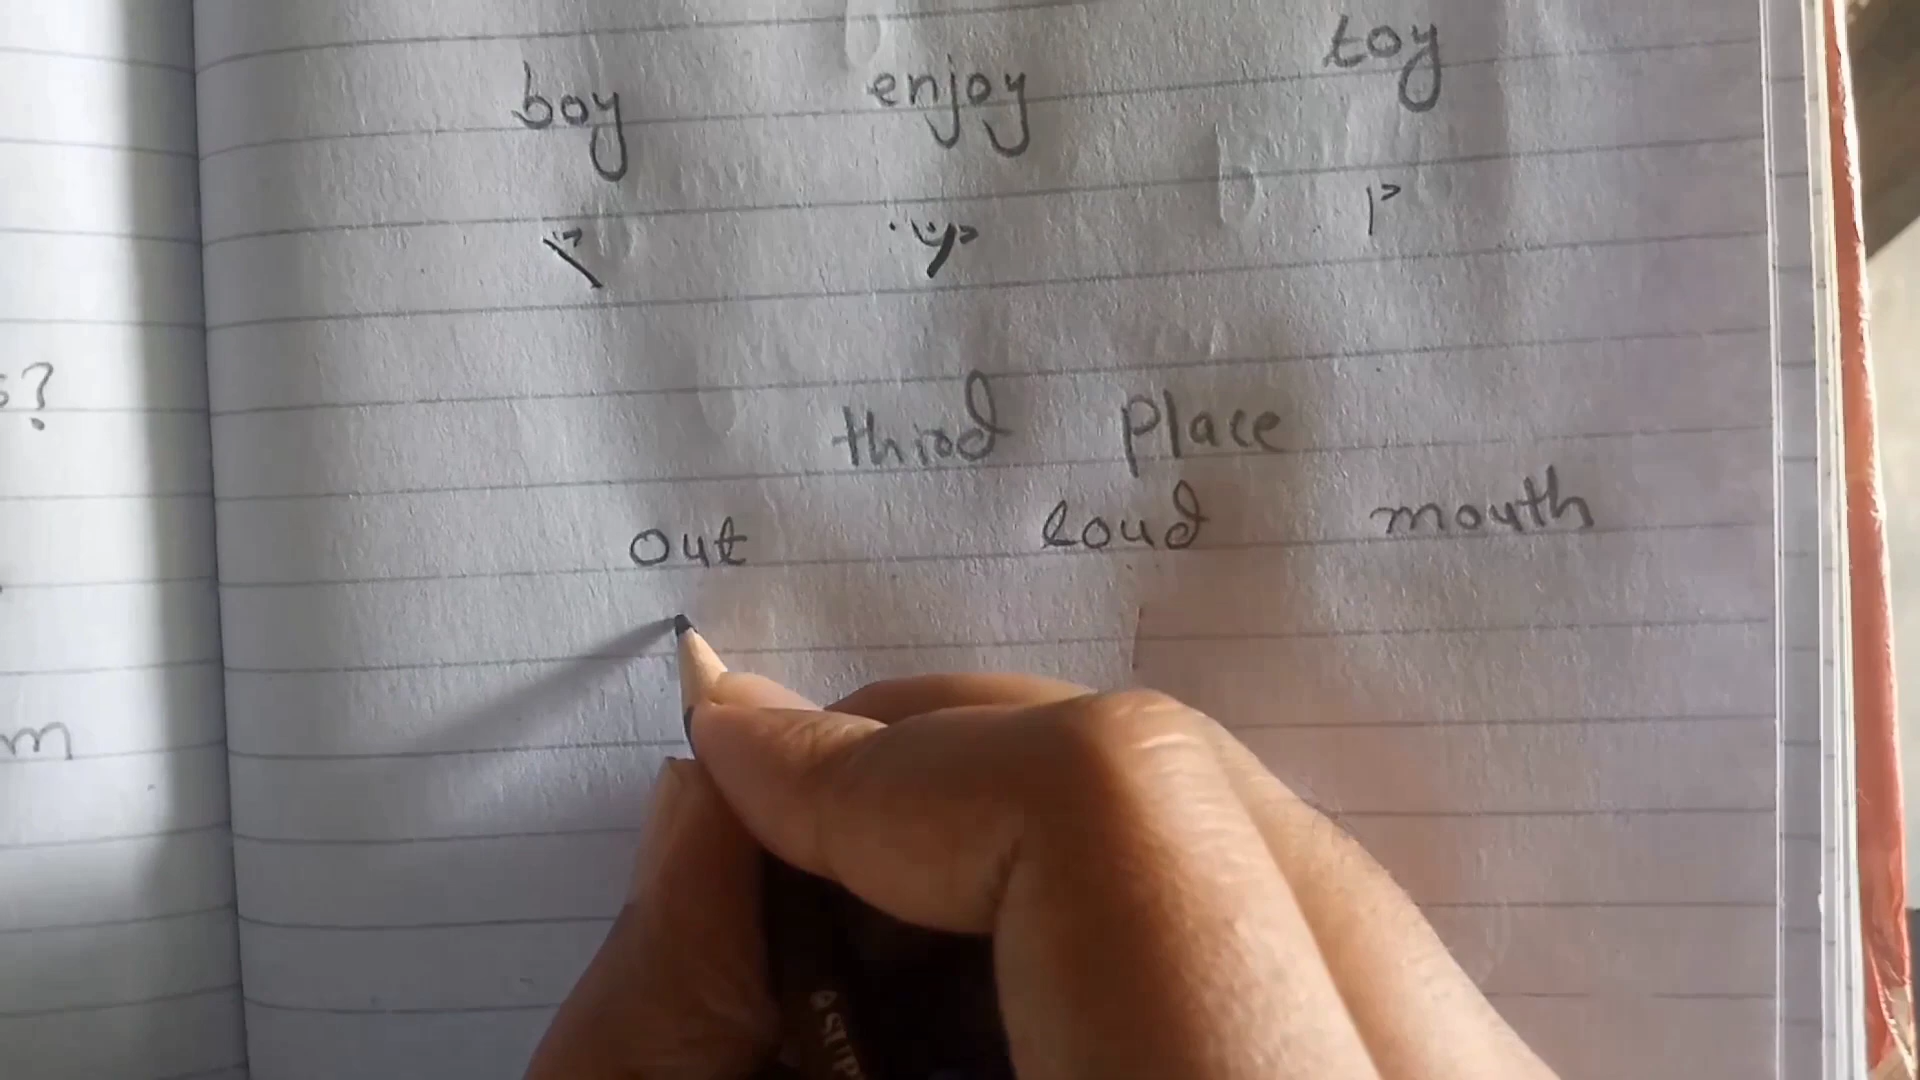 boy enjoy toy
third place
out loud mouth
s?
m